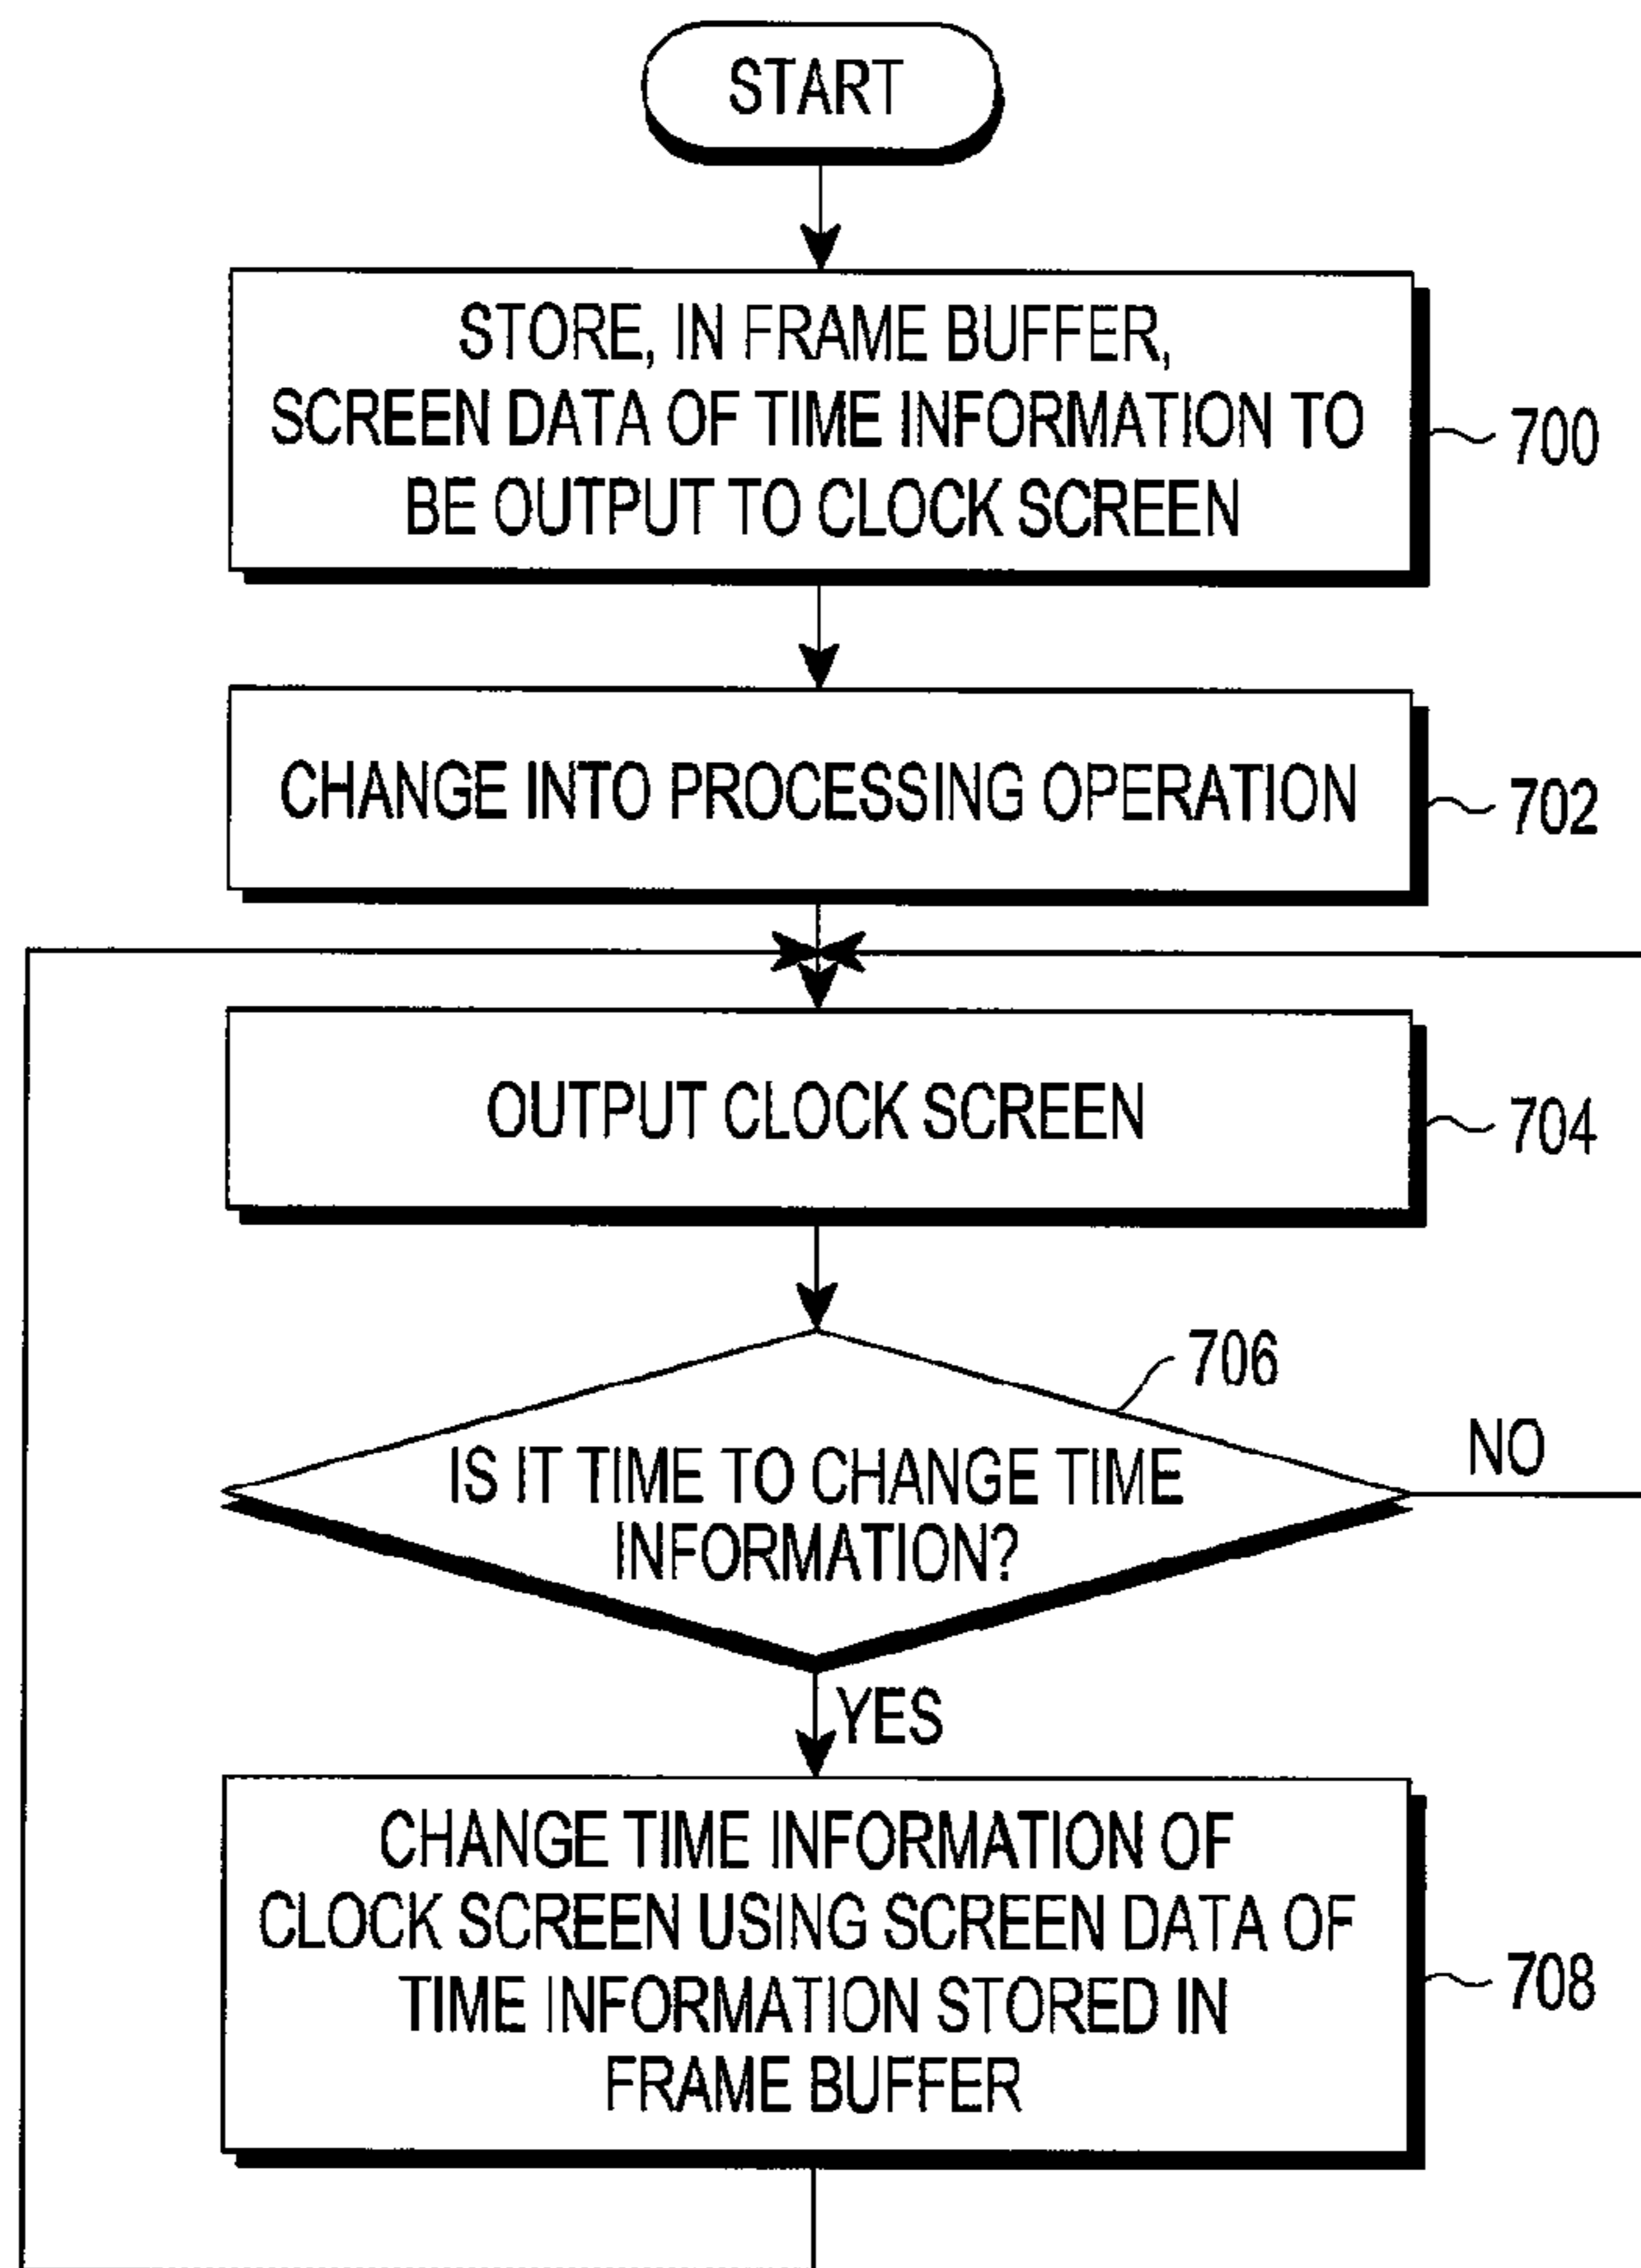 START
STORE, IN FRAME BUFFER,
SCREEN DATA OF TIME INFORMATION TO
BE OUTPUT TO CLOCK SCREEN
700
CHANGE INTO PROCESSING OPERATION
702
OUTPUT CLOCK SCREEN
704
706
IS IT TIME TO CHANGE TIME
INFORMATION?
NO
YES
CHANGE TIME INFORMATION OF
CLOCK SCREEN USING SCREEN DATA OF
TIME INFORMATION STORED IN
FRAME BUFFER
708